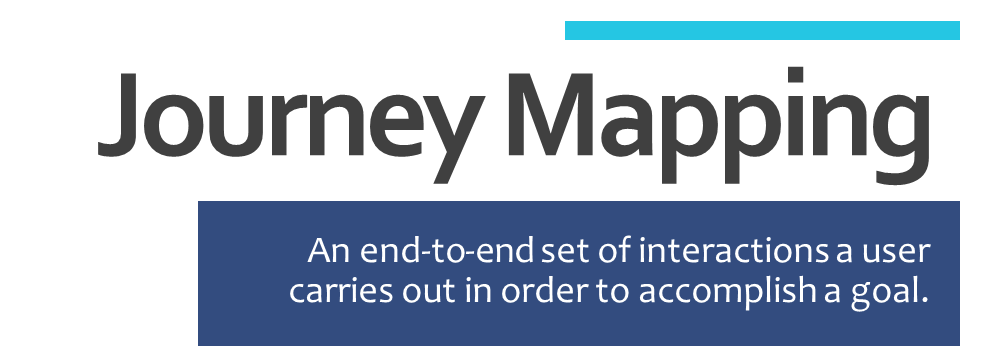 Journey Mapping
An end-to-end set of interactions a user
carries out in order to accomplish a goal.